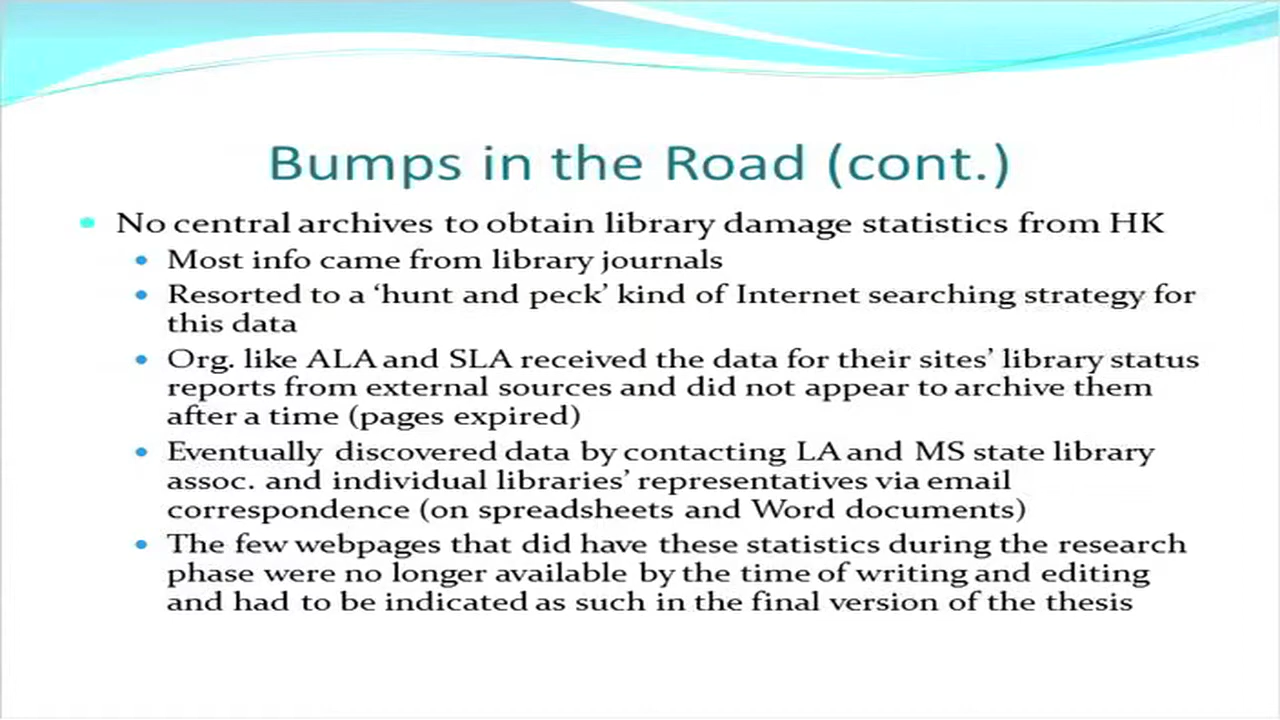 Bumps in the Road (cont.)
No central archives to obtain library damage statistics from HK
Most info came from library journals
Resorted to a ‘hunt and peck’ kind of Internet searching strategy for
this data
Org. like ALA and SLA received the data for their sites’ library status
reports from external sources and did not appear to archive them
after a time (pages expired)
Eventually discovered data by contacting LA and MS state library
assoc. and individual libraries’ representatives via email
correspondence (on spreadsheets and Word documents)
The few webpages that did have these statistics during the research
phase were no longer available by the time of writing and editing
and had to be indicated as such in the final version of the thesis